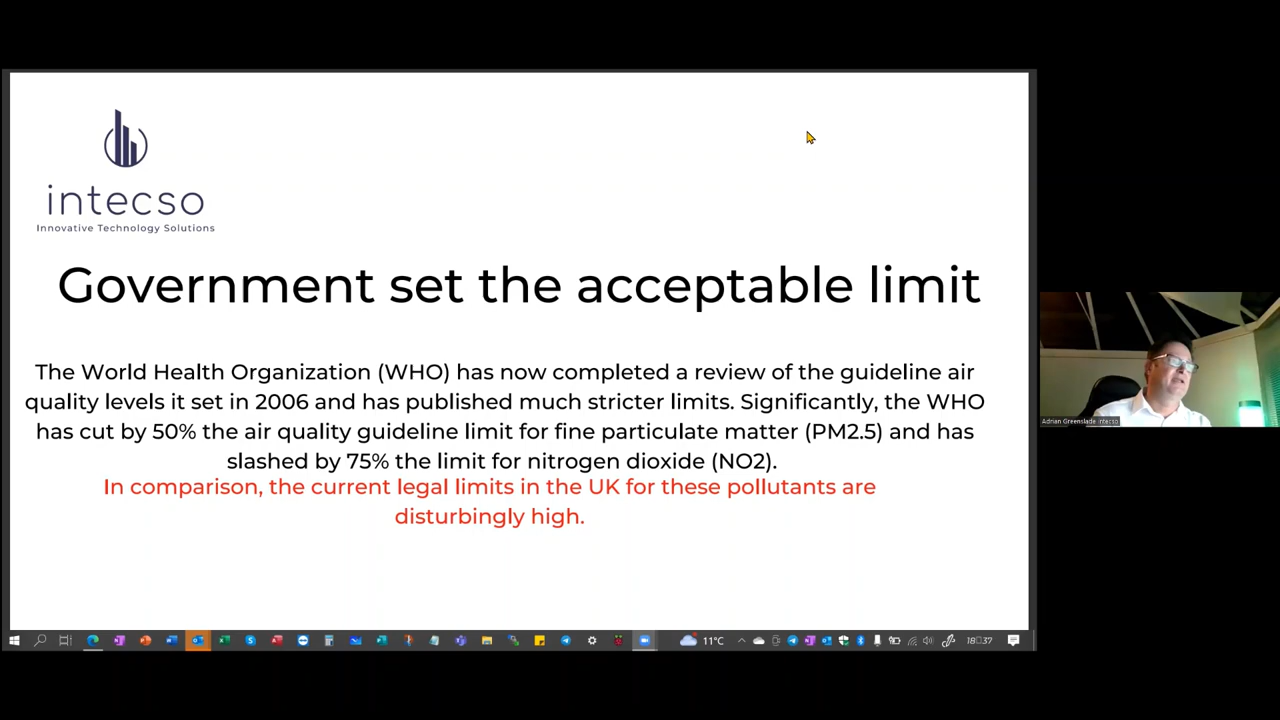 intecso
Innovative Technology Solutions
Government set the acceptable limit
The World Health Organization (WHO) has now completed a review of the guideline air
quality levels it set in 2006 and has published much stricter limits. Significantly, the WHO
has cut by 50% the air quality guideline limit for fine particulate matter (PM2.5) and has
slashed by 75% the limit for nitrogen dioxide (NO2).
In comparison, the current legal limits in the UK for these pollutants are
disturbingly high.
Adrian Greenslade intecso
11°C
18:37